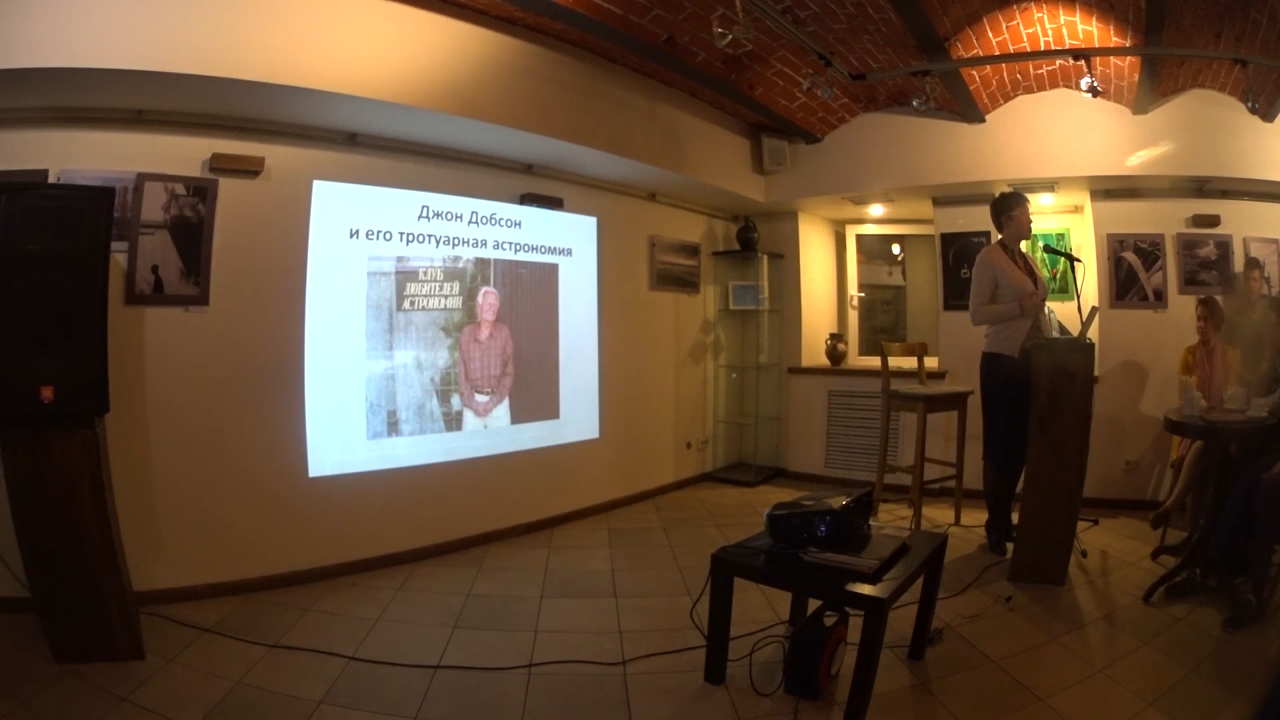 Джон Добсон
и его тротуарная астрономия
КЛУБ
ЛЮБИТЕЛЕЙ
АСТРОНОМИИ